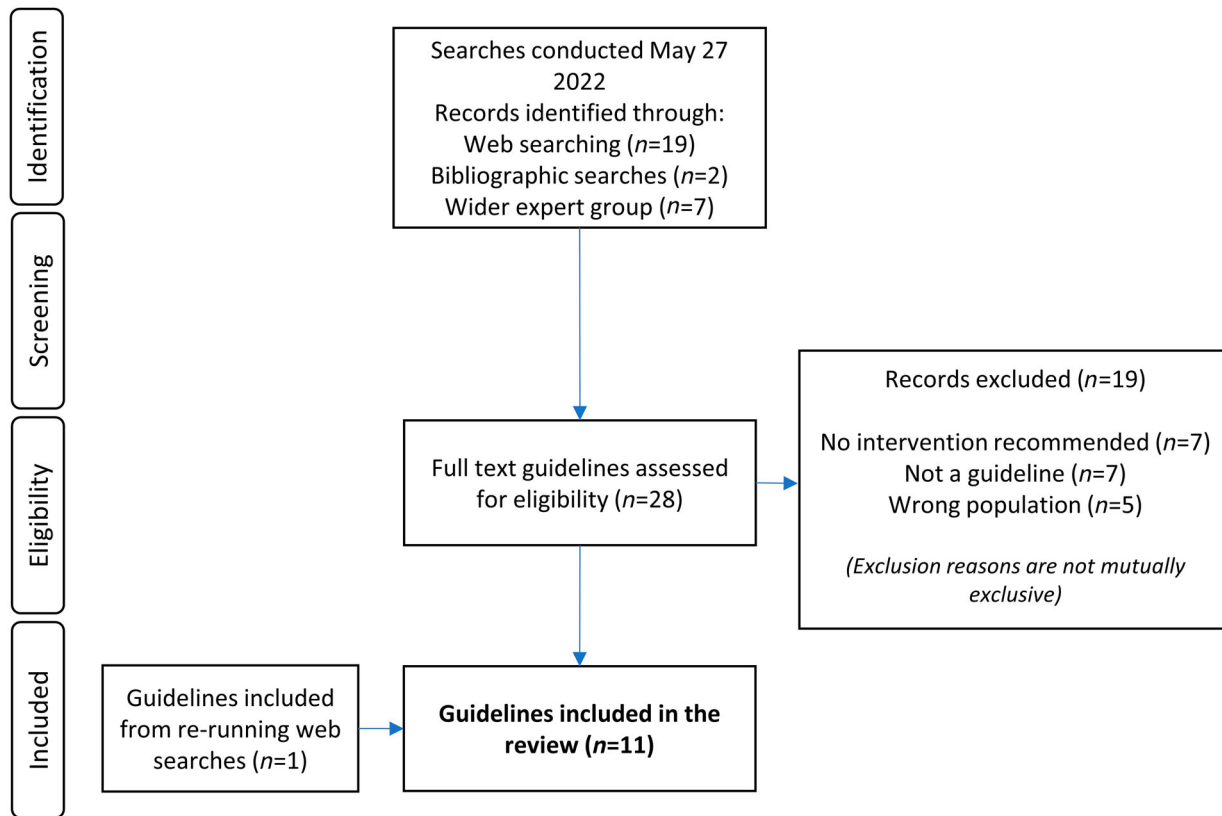 Identification
Searches conducted May 27
2022
Records identified through:
Web searching (n=19)
Bibliographic searches (n=2)
Wider expert group (n=7)
Screening
Records excluded (n=19)
No intervention recommended (n=7)
Not a guideline (n=7)
Wrong population (n=5)
(Exclusion reasons are not mutually
exclusive)
Eligibility
Full text guidelines assessed
for eligibility (n=28)
Included
Guidelines included
from re-running web
searches (n=1)
Guidelines included in the
review (n=11)